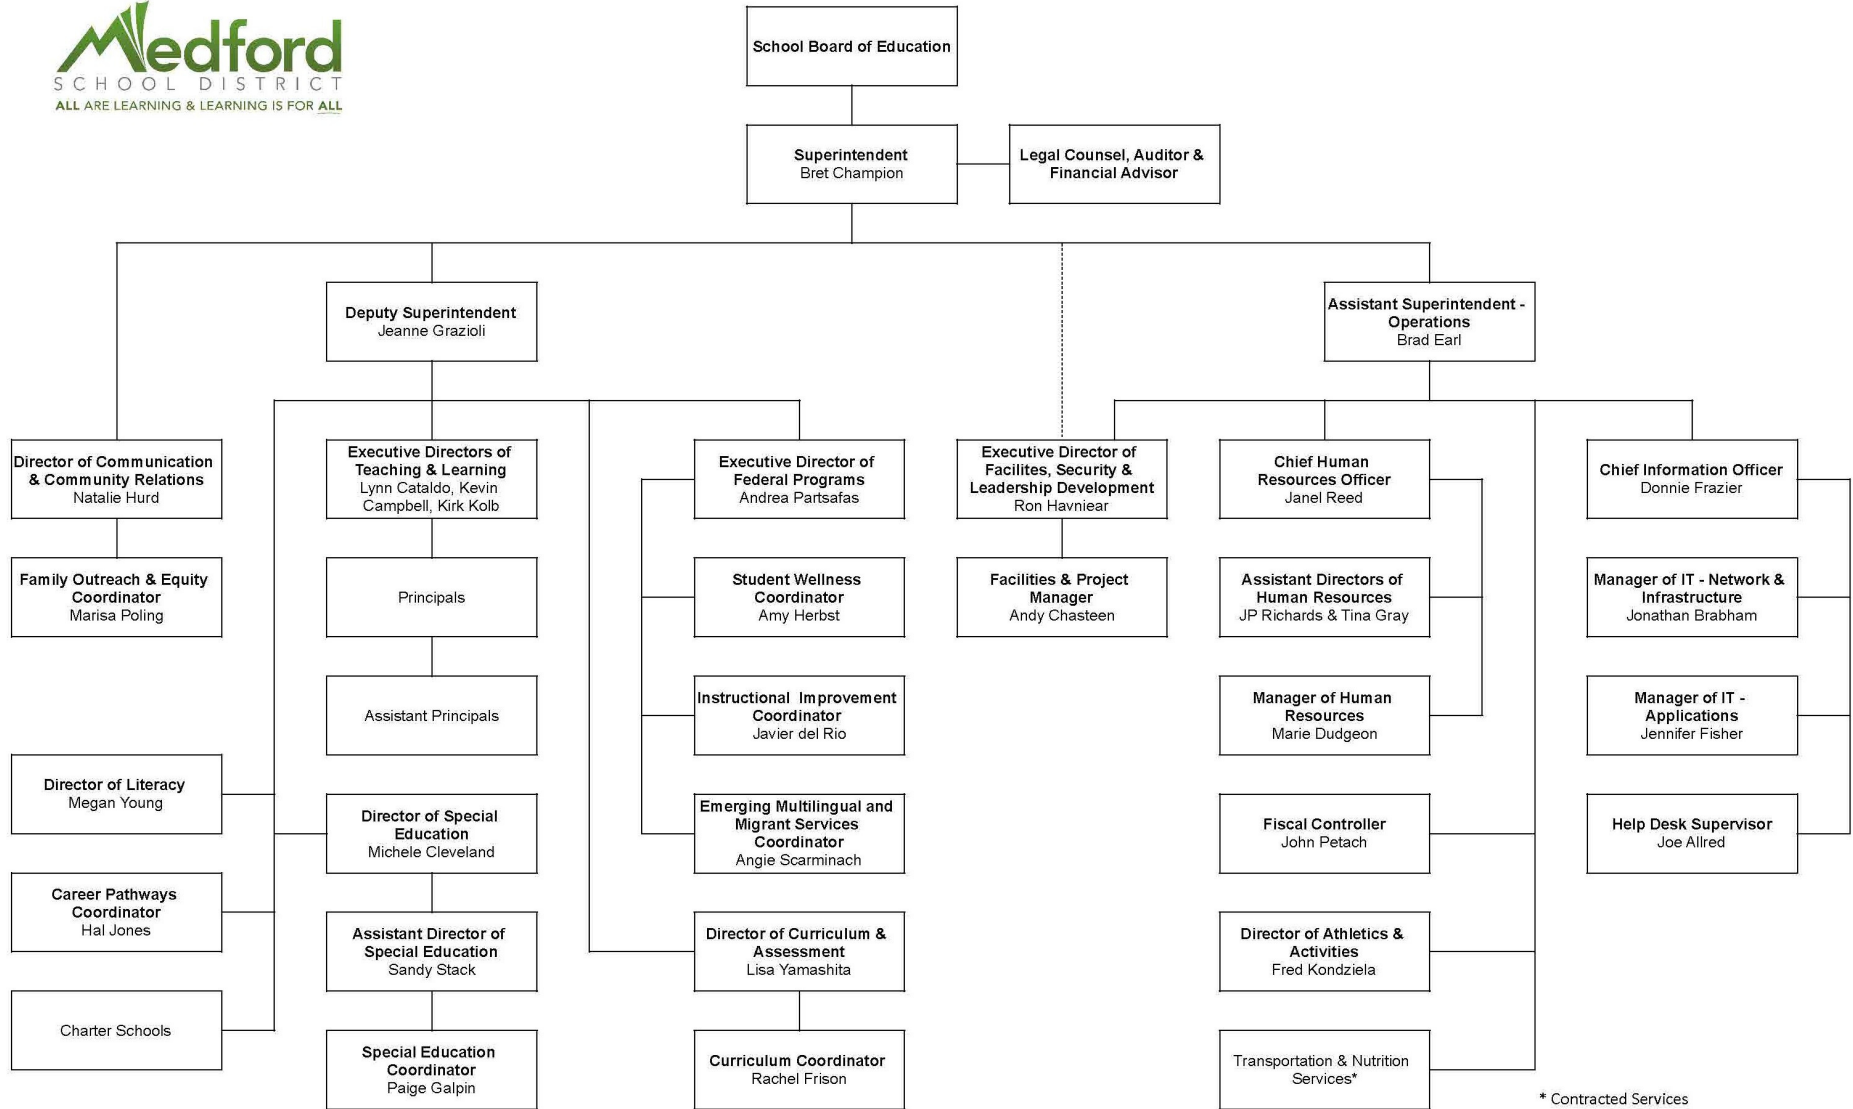 Medford
SCHOOL DISTRICT
ALL ARE LEARNING & LEARNING IS FOR ALL
School Board of Education
Superintendent
Bret Champion
Legal Counsel, Auditor &
Financial Advisor
Deputy Superintendent
Jeanne Grazioli
Assistant Superintendent -
Operations
Brad Earl
Director of Communication
& Community Relations
Natalie Hurd
Executive Directors of
Teaching & Learning
Lynn Cataldo, Kevin
Campbell, Kirk Kolb
Executive Director of
Federal Programs
Andrea Partsafas
Executive Director of
Facilites, Security &
Leadership Development
Ron Havniear
Chief Human
Resources Officer
Janel Reed
Chief Information Officer
Donnie Frazier
Family Outreach & Equity
Coordinator
Marisa Poling
Principals
Student Wellness
Coordinator
Amy Herbst
Facilities & Project
Manager
Andy Chasteen
Assistant Directors of
Human Resources
JP Richards & Tina Gray
Manager of IT - Network &
Infrastructure
Jonathan Brabham
Assistant Principals
Instructional Improvement
Coordinator
Javier del Rio
Manager of Human
Resources
Marie Dudgeon
Manager of IT -
Applications
Jennifer Fisher
Director of Literacy
Megan Young
Director of Special
Education
Michele Cleveland
Emerging Multilingual and
Migrant Services
Coordinator
Angie Scarminach
Fiscal Controller
John Petach
Help Desk Supervisor
Joe Allred
Career Pathways
Coordinator
Hal Jones
Assistant Director of
Special Education
Sandy Stack
Director of Curriculum &
Assessment
Lisa Yamashita
Director of Athletics &
Activities
Fred Kondziela
Charter Schools
Special Education
Coordinator
Paige Galpin
Curriculum Coordinator
Rachel Frison
Transportation & Nutrition
Services*
* Contracted Services